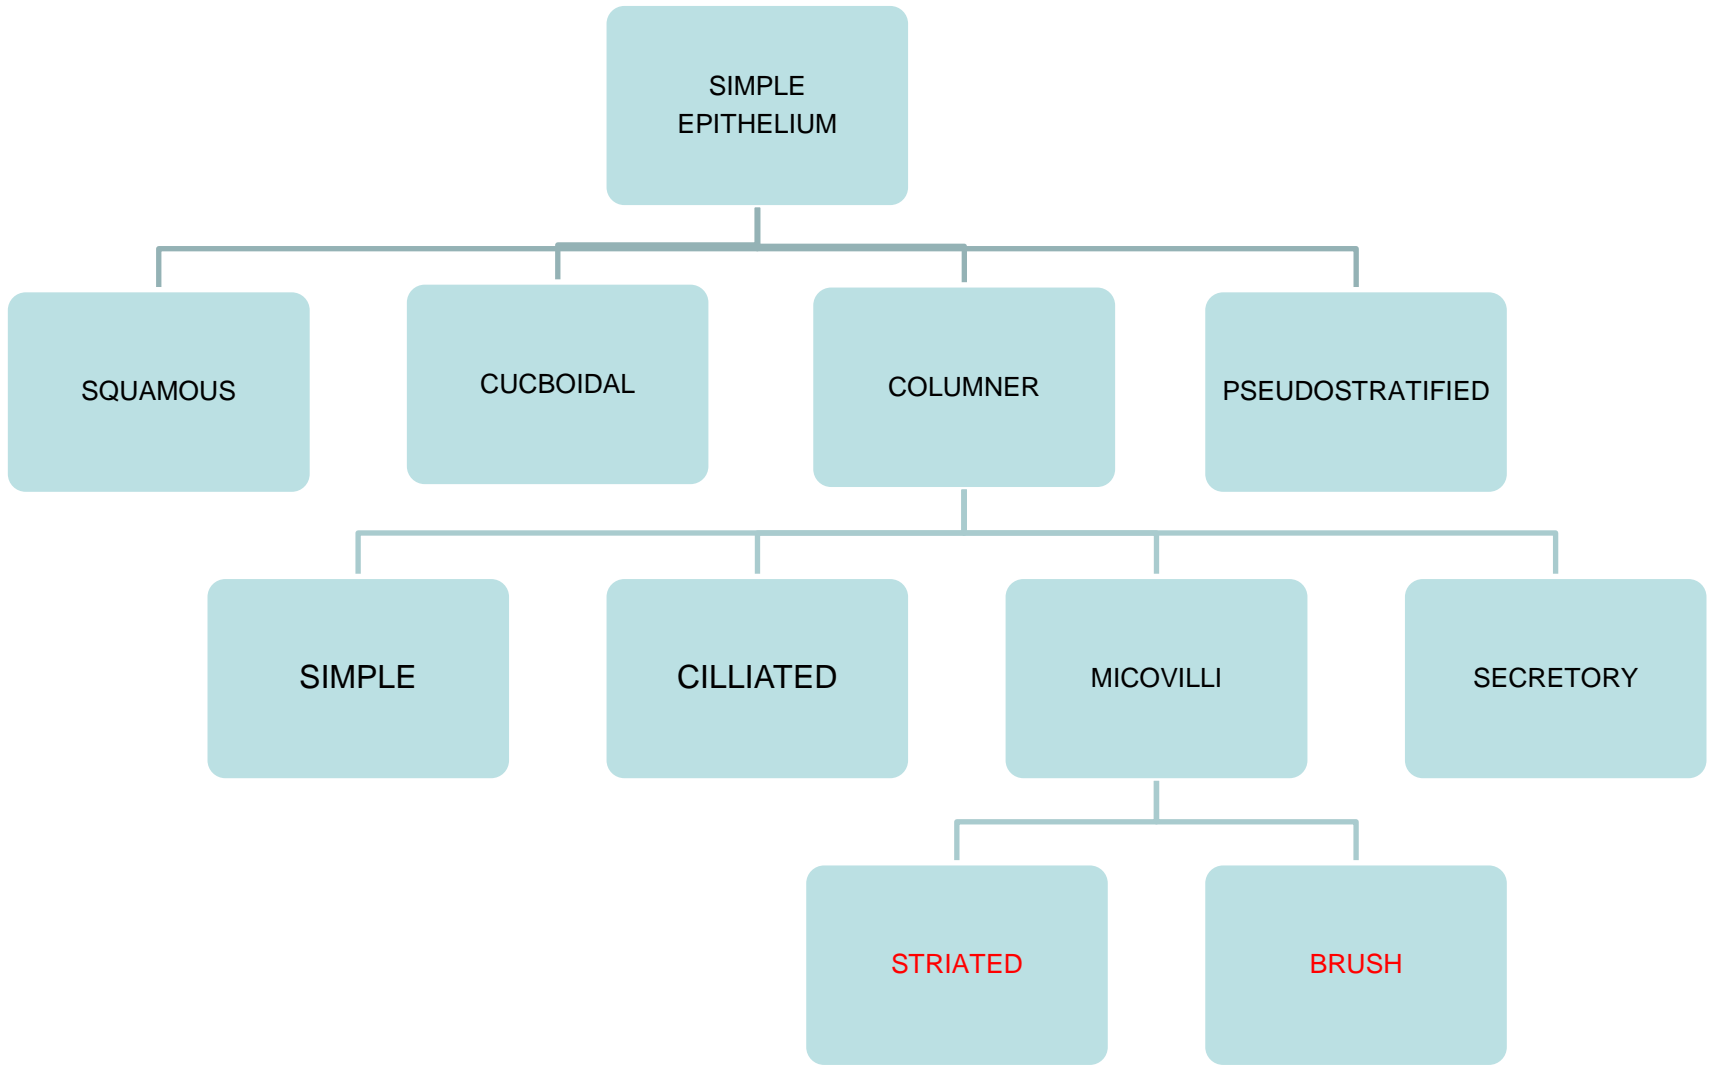 SIMPLE
EPITHELIUM
SQUAMOUS
CUCBOIDAL
COLUMNER
PSEUDOSTRATIFIED
SIMPLE
CILLIATED
MICOVILLI
SECRETORY
STRIATED
BRUSH